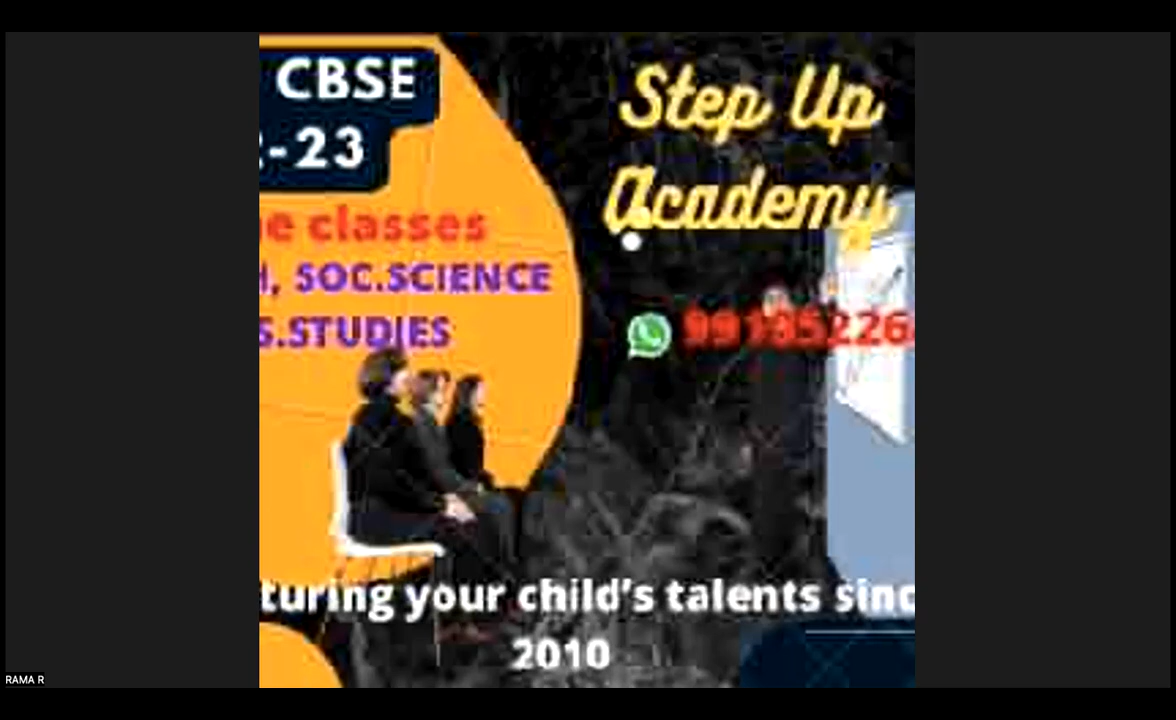 CBSE
-23
e classes
, SOC.SCIENCE
S.STUDIES
Step Up
Academy
turing your child's talents sinc
2010
RAMA R